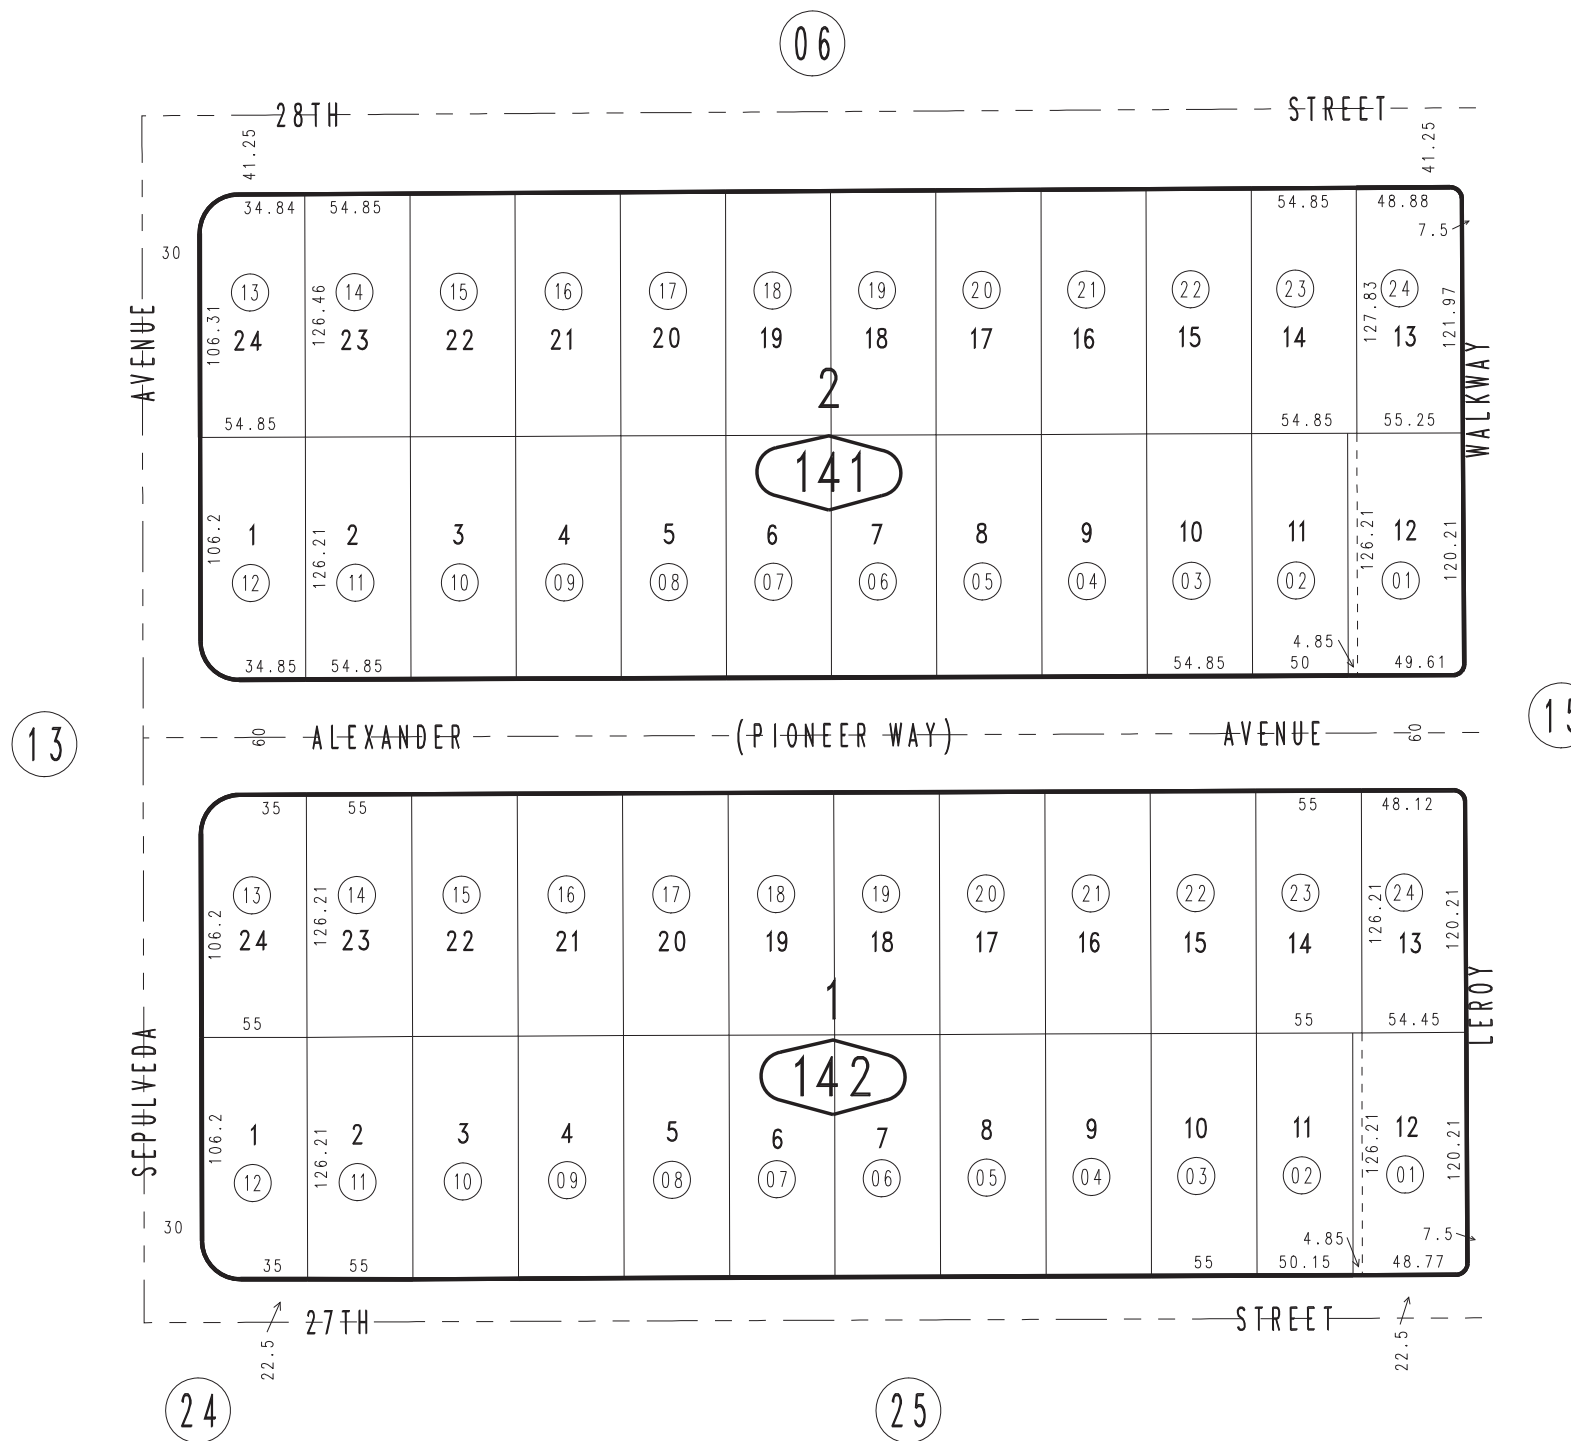 06
28TH STREET
41.25 41.25
34.84 54.85 54.85 48.88
7.5
30
AVENUE
13 14 15 16 17 18 19 20 21 22 23 24
106.31 126.46 127.83 121.97
24 23 22 21 20 19 18 17 16 15 14 13
2
WALKWAY
54.85 54.85 55.25
141
106.2 126.21 126.21 120.21
1 2 3 4 5 6 7 8 9 10 11 12
12 11 10 09 08 07 06 05 04 03 02 01
4.85
34.85 54.85 54.85 50 49.61
13 15
60 ALEXANDER (PIONEER WAY) AVENUE 60
35 55 55 48.12
13 14 15 16 17 18 19 20 21 22 23 24
106.2 126.21 126.21 120.21
24 23 22 21 20 19 18 17 16 15 14 13
1
LEROY
55 55 54.45
142
SEPULVEDA
106.2 126.21 126.21 120.21
1 2 3 4 5 6 7 8 9 10 11 12
12 11 10 09 08 07 06 05 04 03 02 01
30
4.85 7.5
35 55 55 50.15 48.77
27TH STREET
22.5 22.5
24 25